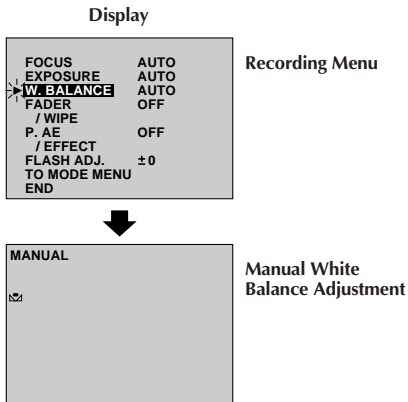 Display
FOCUS AUTO
EXPOSURE AUTO
W. BALANCE AUTO
FADER OFF
/ WIPE
P. AE OFF
/ EFFECT
FLASH ADJ. ±0
TO MODE MENU
END
Recording Menu
MANUAL
Manual White
Balance Adjustment